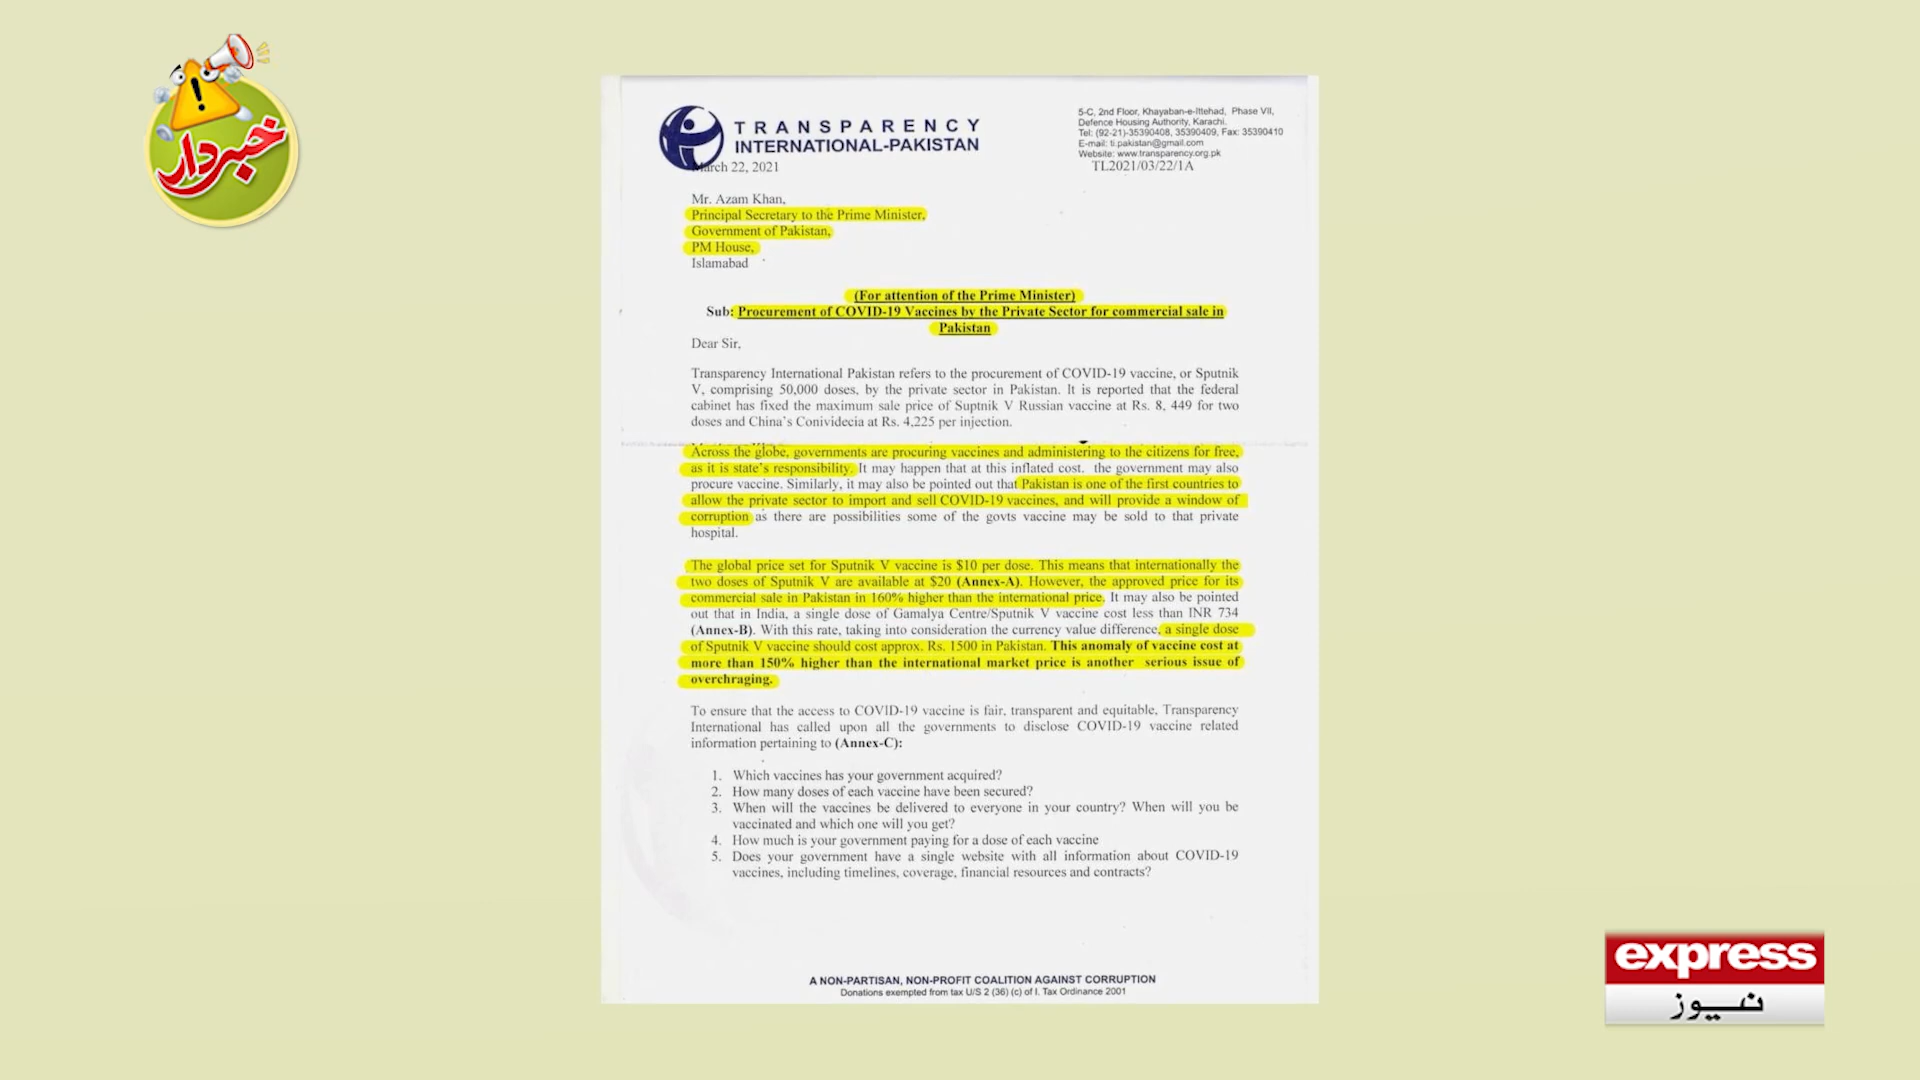 خبردار
TRANSPARENCY
INTERNATIONAL-PAKISTAN
5-C, 2nd Floor, Khayaban-e-Ittehad, Phase VII,
Defence Housing Authority, Karachi.
Tel: (92-21)-35390408, 35390409, Fax: 35390410
E-mail: ti.pakistan@gmail.com
Website: www.transparency.org.pk
March 22, 2021
TL2021/03/22/1A
Mr. Azam Khan,
Principal Secretary to the Prime Minister,
Government of Pakistan,
PM House,
Islamabad
(For attention of the Prime Minister)
Sub: Procurement of COVID-19 Vaccines by the Private Sector for commercial sale in
Pakistan
Dear Sir,
Transparency International Pakistan refers to the procurement of COVID-19 vaccine, or Sputnik
V, comprising 50,000 doses, by the private sector in Pakistan. It is reported that the federal
cabinet has fixed the maximum sale price of Suptnik V Russian vaccine at Rs. 8, 449 for two
doses and China's Conividecia at Rs. 4,225 per injection.
Across the globe, governments are procuring vaccines and administering to the citizens for free,
as it is state's responsibility. It may happen that at this inflated cost. the government may also
procure vaccine. Similarly, it may also be pointed out that Pakistan is one of the first countries to
allow the private sector to import and sell COVID-19 vaccines, and will provide a window of
corruption as there are possibilities some of the govts vaccine may be sold to that private
hospital.
The global price set for Sputnik V vaccine is $10 per dose. This means that internationally the
two doses of Sputnik V are available at $20 (Annex-A). However, the approved price for its
commercial sale in Pakistan in 160% higher than the international price. It may also be pointed
out that in India, a single dose of Gamalya Centre/Sputnik V vaccine cost less than INR 734
(Annex-B). With this rate, taking into consideration the currency value difference, a single dose
of Sputnik V vaccine should cost approx. Rs. 1500 in Pakistan. This anomaly of vaccine cost at
more than 150% higher than the international market price is another serious issue of
overchraging.
To ensure that the access to COVID-19 vaccine is fair, transparent and equitable, Transparency
International has called upon all the governments to disclose COVID-19 vaccine related
information pertaining to (Annex-C):
1. Which vaccines has your government acquired?
2. How many doses of each vaccine have been secured?
3. When will the vaccines be delivered to everyone in your country? When will you be
vaccinated and which one will you get?
4. How much is your government paying for a dose of each vaccine
5. Does your government have a single website with all information about COVID-19
vaccines, including timelines, coverage, financial resources and contracts?
A NON-PARTISAN, NON-PROFIT COALITION AGAINST CORRUPTION
Donations exempted from tax U/S 2 (36) (c) of I. Tax Ordinance 2001
express
نیوز